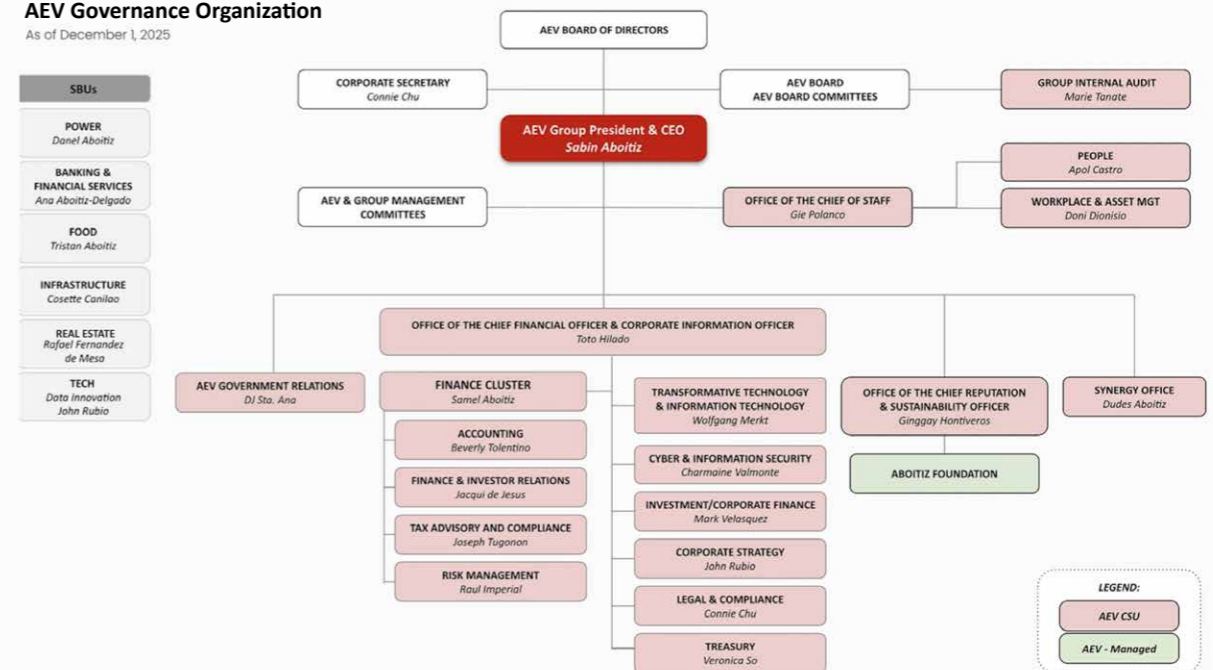 AEV Governance Organization
As of December 1, 2025
SBUs
POWER
Danel Aboitiz
BANKING &
FINANCIAL SERVICES
Ana Aboitiz-Delgado
FOOD
Tristan Aboitiz
INFRASTRUCTURE
Cosette Canilao
REAL ESTATE
Rafael Fernandez
de Mesa
TECH
Data Innovation
John Rubio
AEV BOARD OF DIRECTORS
CORPORATE SECRETARY
Connie Chu
AEV BOARD
AEV BOARD COMMITTEES
GROUP INTERNAL AUDIT
Marie Tanate
AEV Group President & CEO
Sabin Aboitiz
PEOPLE
Apol Castro
AEV & GROUP MANAGEMENT
COMMITTEES
OFFICE OF THE CHIEF OF STAFF
Gie Polanco
WORKPLACE & ASSET MGT
Doni Dionisio
OFFICE OF THE CHIEF FINANCIAL OFFICER & CORPORATE INFORMATION OFFICER
Toto Hilado
AEV GOVERNMENT RELATIONS
DJ Sta. Ana
FINANCE CLUSTER
Samel Aboitiz
ACCOUNTING
Beverly Tolentino
FINANCE & INVESTOR RELATIONS
Jacqui de Jesus
TAX ADVISORY AND COMPLIANCE
Joseph Tugonon
RISK MANAGEMENT
Raul Imperial
TRANSFORMATIVE TECHNOLOGY
& INFORMATION TECHNOLOGY
Wolfgang Merkt
CYBER & INFORMATION SECURITY
Charmaine Valmonte
INVESTMENT/CORPORATE FINANCE
Mark Velasquez
CORPORATE STRATEGY
John Rubio
LEGAL & COMPLIANCE
Connie Chu
TREASURY
Veronica So
OFFICE OF THE CHIEF REPUTATION
& SUSTAINABILITY OFFICER
Ginggay Hontiveros
ABOITIZ FOUNDATION
SYNERGY OFFICE
Dudes Aboitiz
LEGEND:
AEV CSU
AEV - Managed